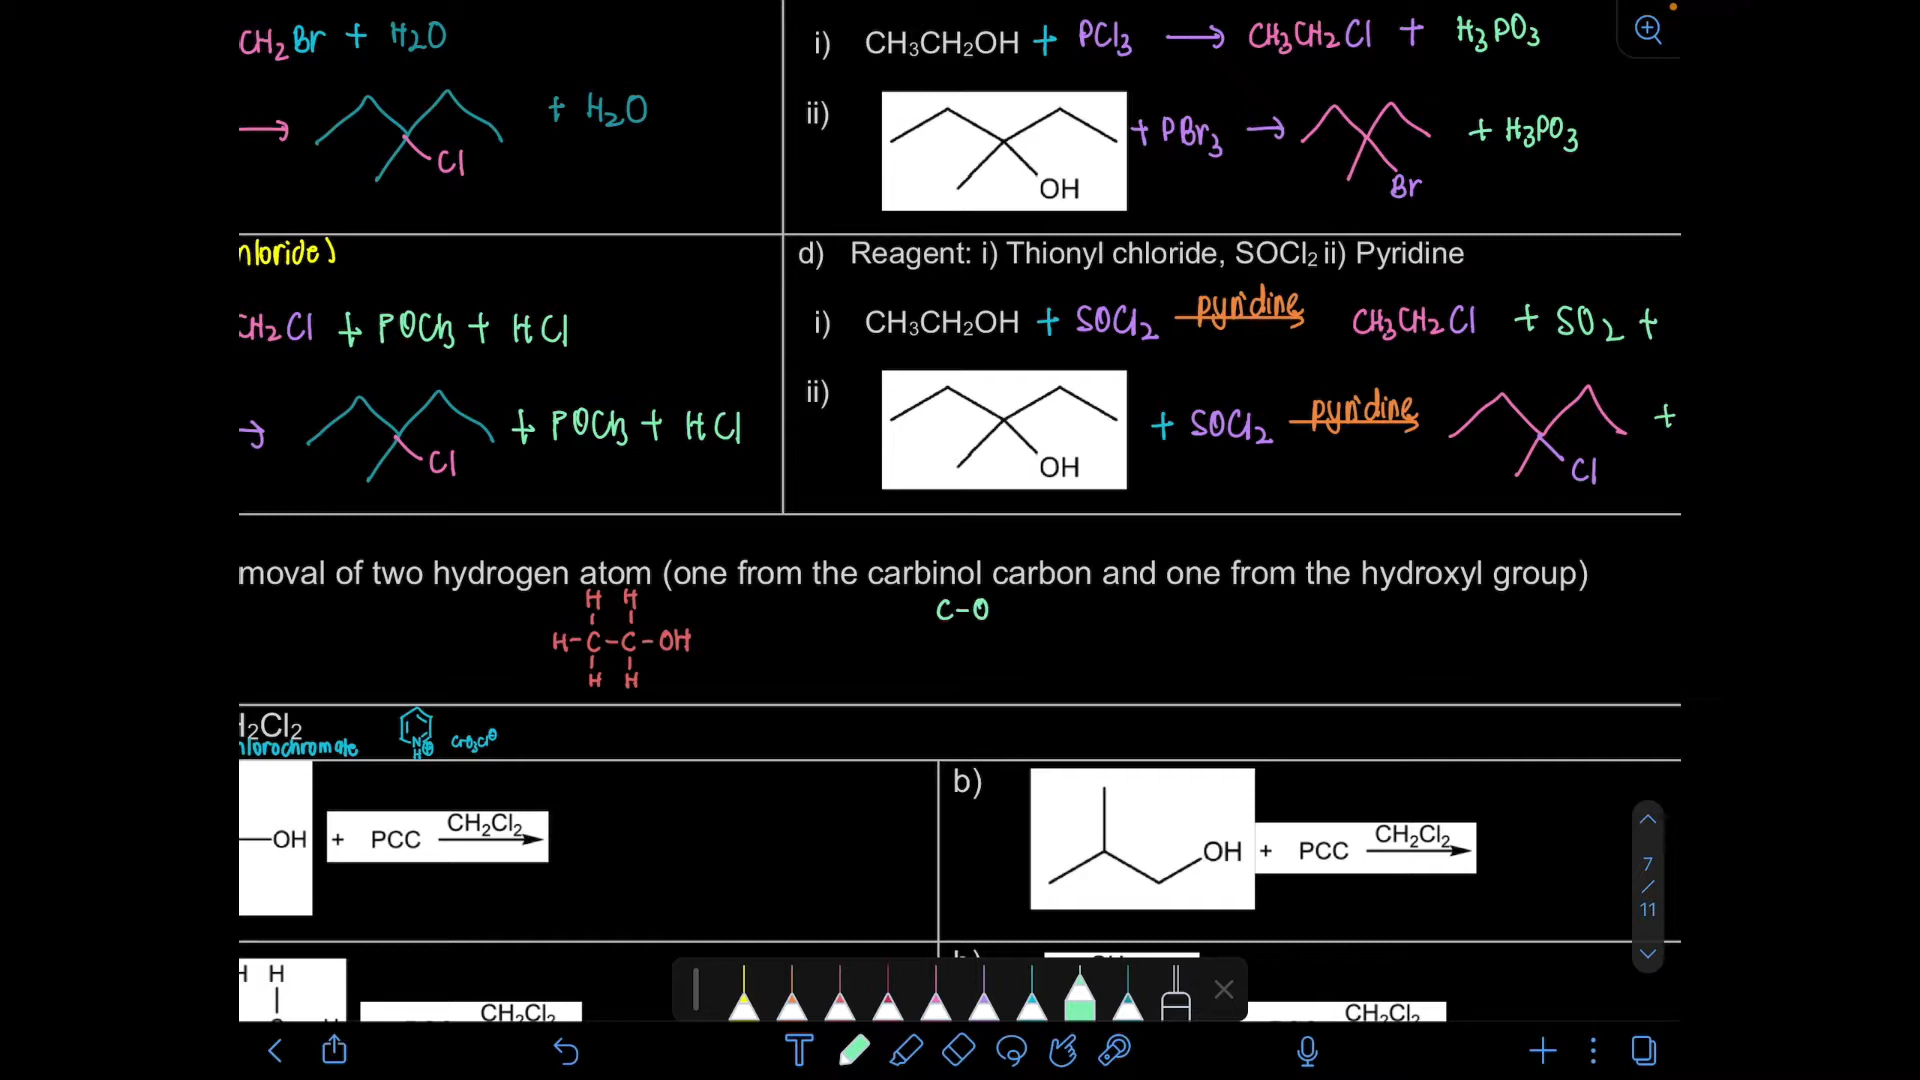 CH2Br + H2O
→ Cl + H2O
i) CH3CH2OH + PCl3 → CH3CH2Cl + H3PO3
ii) OH + PBr3 → Br + H3PO3
hloride)
CH2Cl + POCl3 + HCl
→ Cl + POCl3 + HCl
d) Reagent: i) Thionyl chloride, SOCl2 ii) Pyridine
i) CH3CH2OH + SOCl2 pyridine CH3CH2Cl + SO2 +
ii) OH + SOCl2 pyridine Cl +
moval of two hydrogen atom (one from the carbinol carbon and one from the hydroxyl group)
C-O
H H
H-C-C-OH
H H
H2Cl2
hlorochromate N H ⊕ CrO3Cl⊖
OH + PCC CH2Cl2
b) OH + PCC CH2Cl2
H H
CH2Cl2
CH2Cl2
7
/
11
T